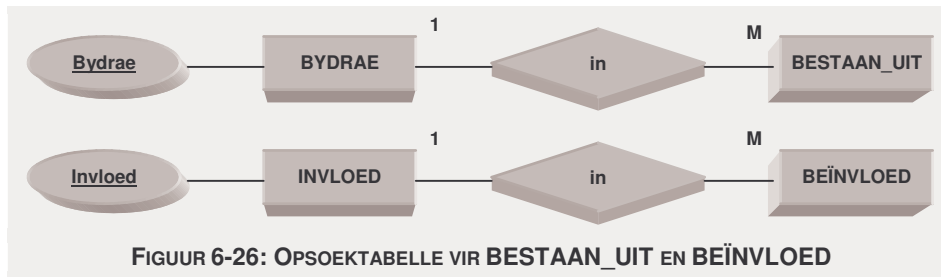 1 M
Bydrae BYDRAE in BESTAAN_UIT
1 M
Invloed INVLOED in BEÏNVLOED
FIGUUR 6-26: OPSOEKTABELLE VIR BESTAAN_UIT EN BEÏNVLOED